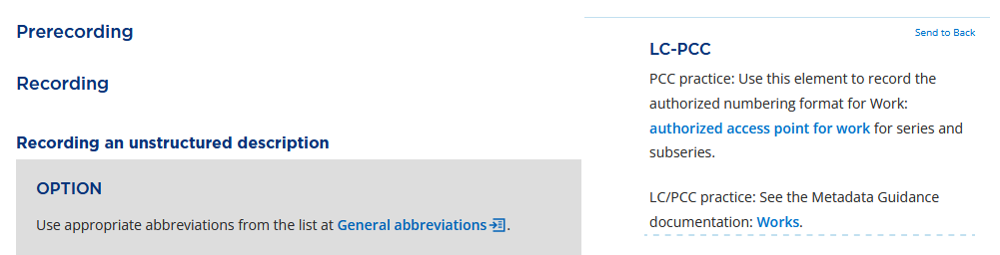 Prerecording
Recording
Recording an unstructured description
OPTION
Use appropriate abbreviations from the list at General abbreviations.
Send to Back
LC-PCC
PCC practice: Use this element to record the
authorized numbering format for Work:
authorized access point for work for series and
subseries.
LC/PCC practice: See the Metadata Guidance
documentation: Works.